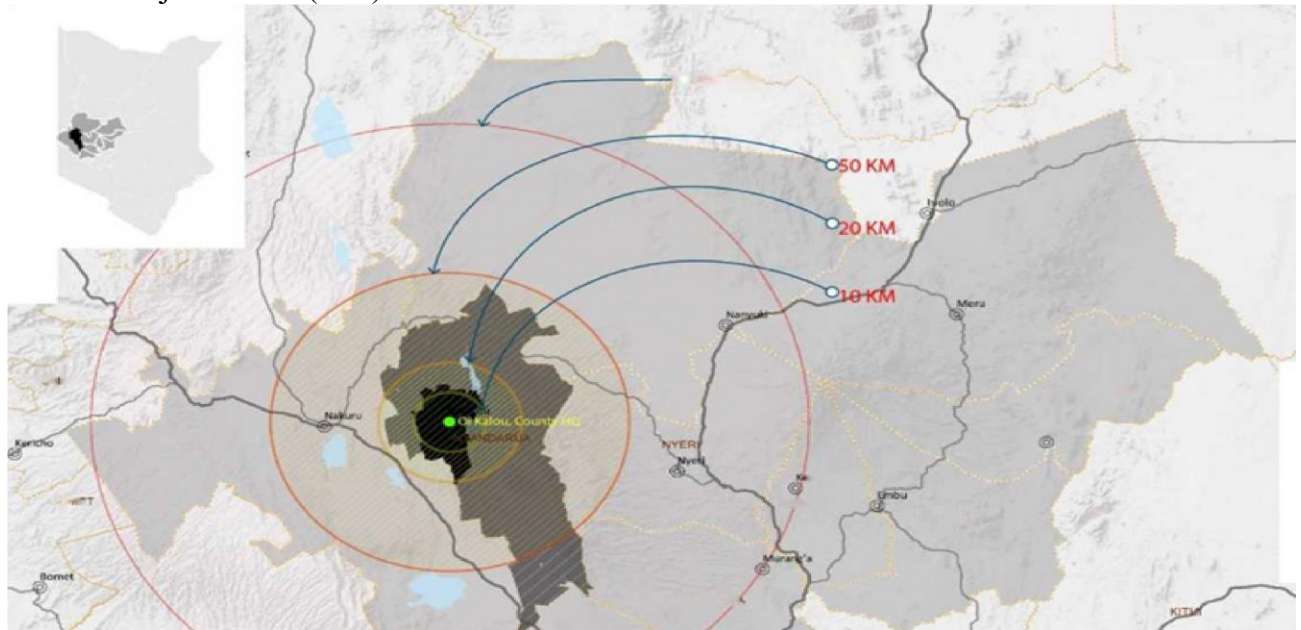 50 KM
20 KM
Isiolo
10 KM
Meru
Nanyuki
Ol Kalou, County HQ
NYANDARUA
Nakuru
NYERI
Nyeri
Kericho
Embu
Murang'a
Bomet
KITUI